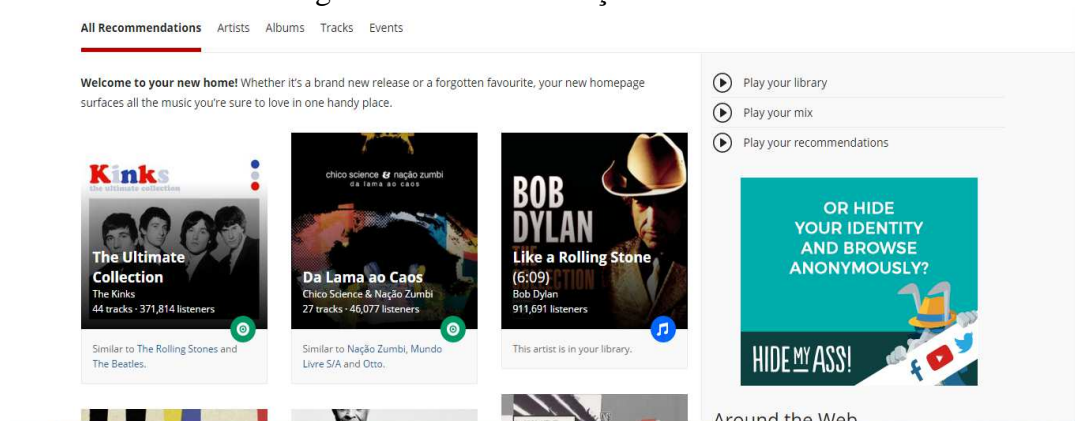 All Recommendations Artists Albums Tracks Events
Welcome to your new home! Whether it's a brand new release or a forgotten favourite, your new homepage
surfaces all the music you're sure to love in one handy place.
Kinks
the ultimate collection
The Ultimate
Collection
The Kinks
44 tracks · 371,814 listeners
Similar to The Rolling Stones and
The Beatles.
chico science & nação zumbi
da lama ao caos
Da Lama ao Caos
Chico Science & Nação Zumbi
27 tracks · 46,077 listeners
Similar to Nação Zumbi, Mundo
Livre S/A and Otto.
BOB
DYLAN
THE
COLLECTION
Like a Rolling Stone
(6:09)
Bob Dylan
911,691 listeners
This artist is in your library.
Play your library
Play your mix
Play your recommendations
OR HIDE
YOUR IDENTITY
AND BROWSE
ANONYMOUSLY?
HIDE MY ASS!
Around the Web